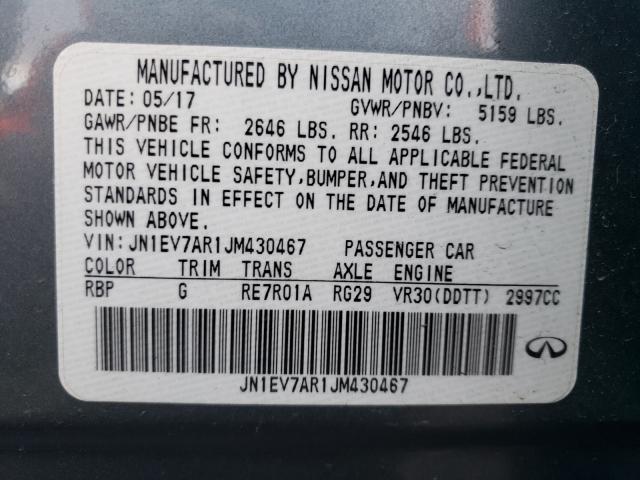 MANUFACTURED BY NISSAN MOTOR CO.,LTD.
DATE: 05/17 GVWR/PNBV: 5159 LBS.
GAWR/PNBE FR: 2646 LBS. RR: 2546 LBS.
THIS VEHICLE CONFORMS TO ALL APPLICABLE FEDERAL
MOTOR VEHICLE SAFETY,BUMPER,AND THEFT PREVENTION
STANDARDS IN EFFECT ON THE DATE OF MANUFACTURE
SHOWN ABOVE.
VIN:JN1EV7AR1JM430467 PASSENGER CAR
COLOR TRIM TRANS AXLE ENGINE
RBP G RE7R01A RG29 VR30(DDTT) 2997CC
JN1EV7AR1JM430467